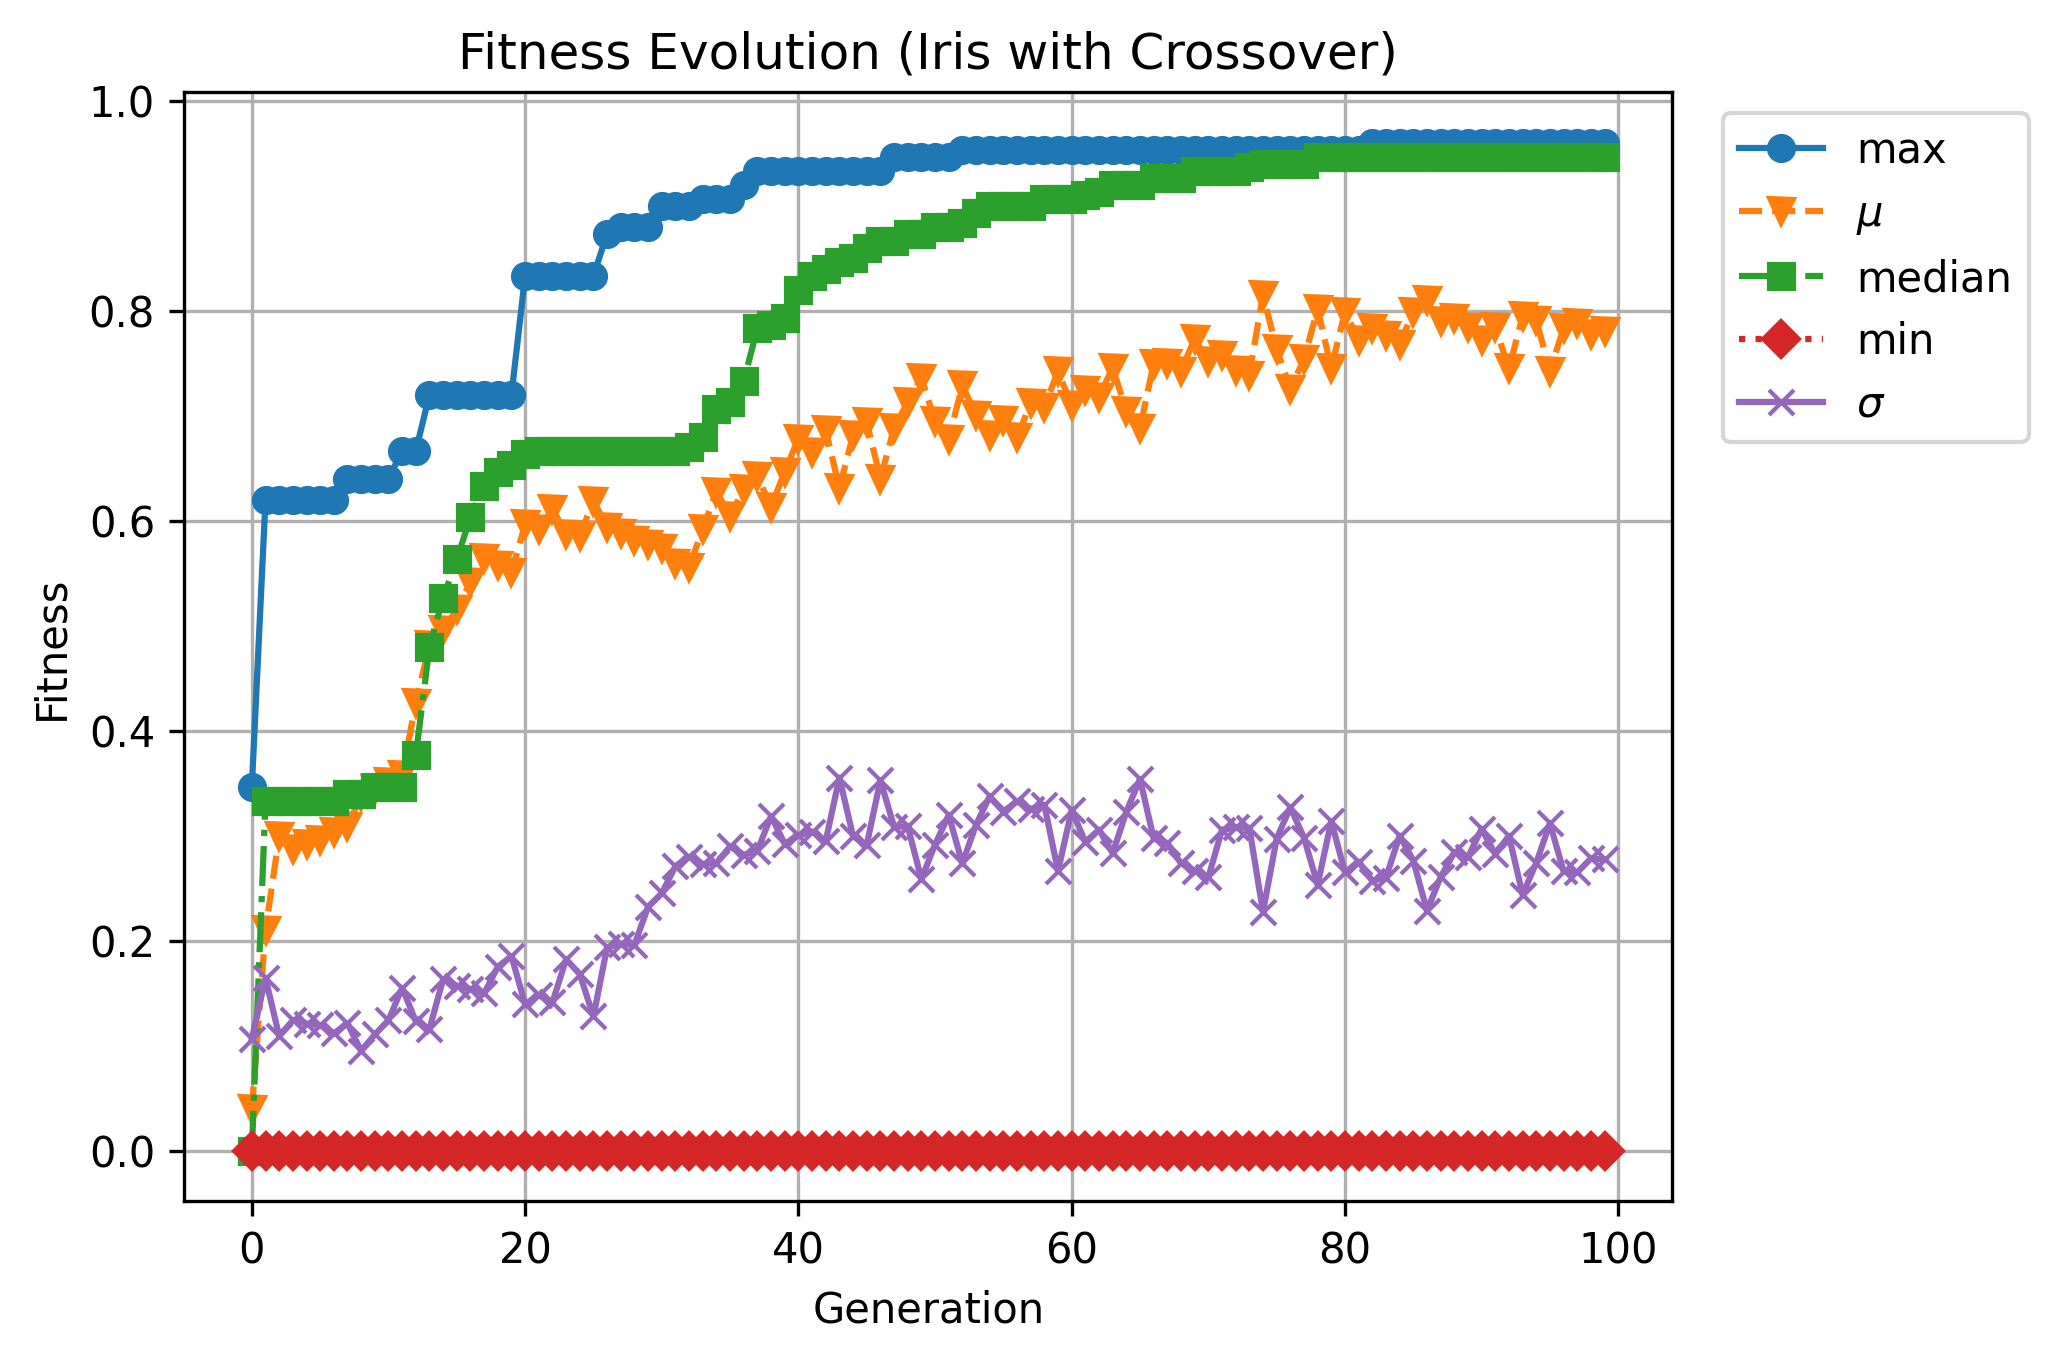 Fitness Evolution (Iris with Crossover)
1.0
0.8
0.6
0.4
0.2
0.0
Fitness
0 20 40 60 80 100
Generation
max
μ
median
min
σ